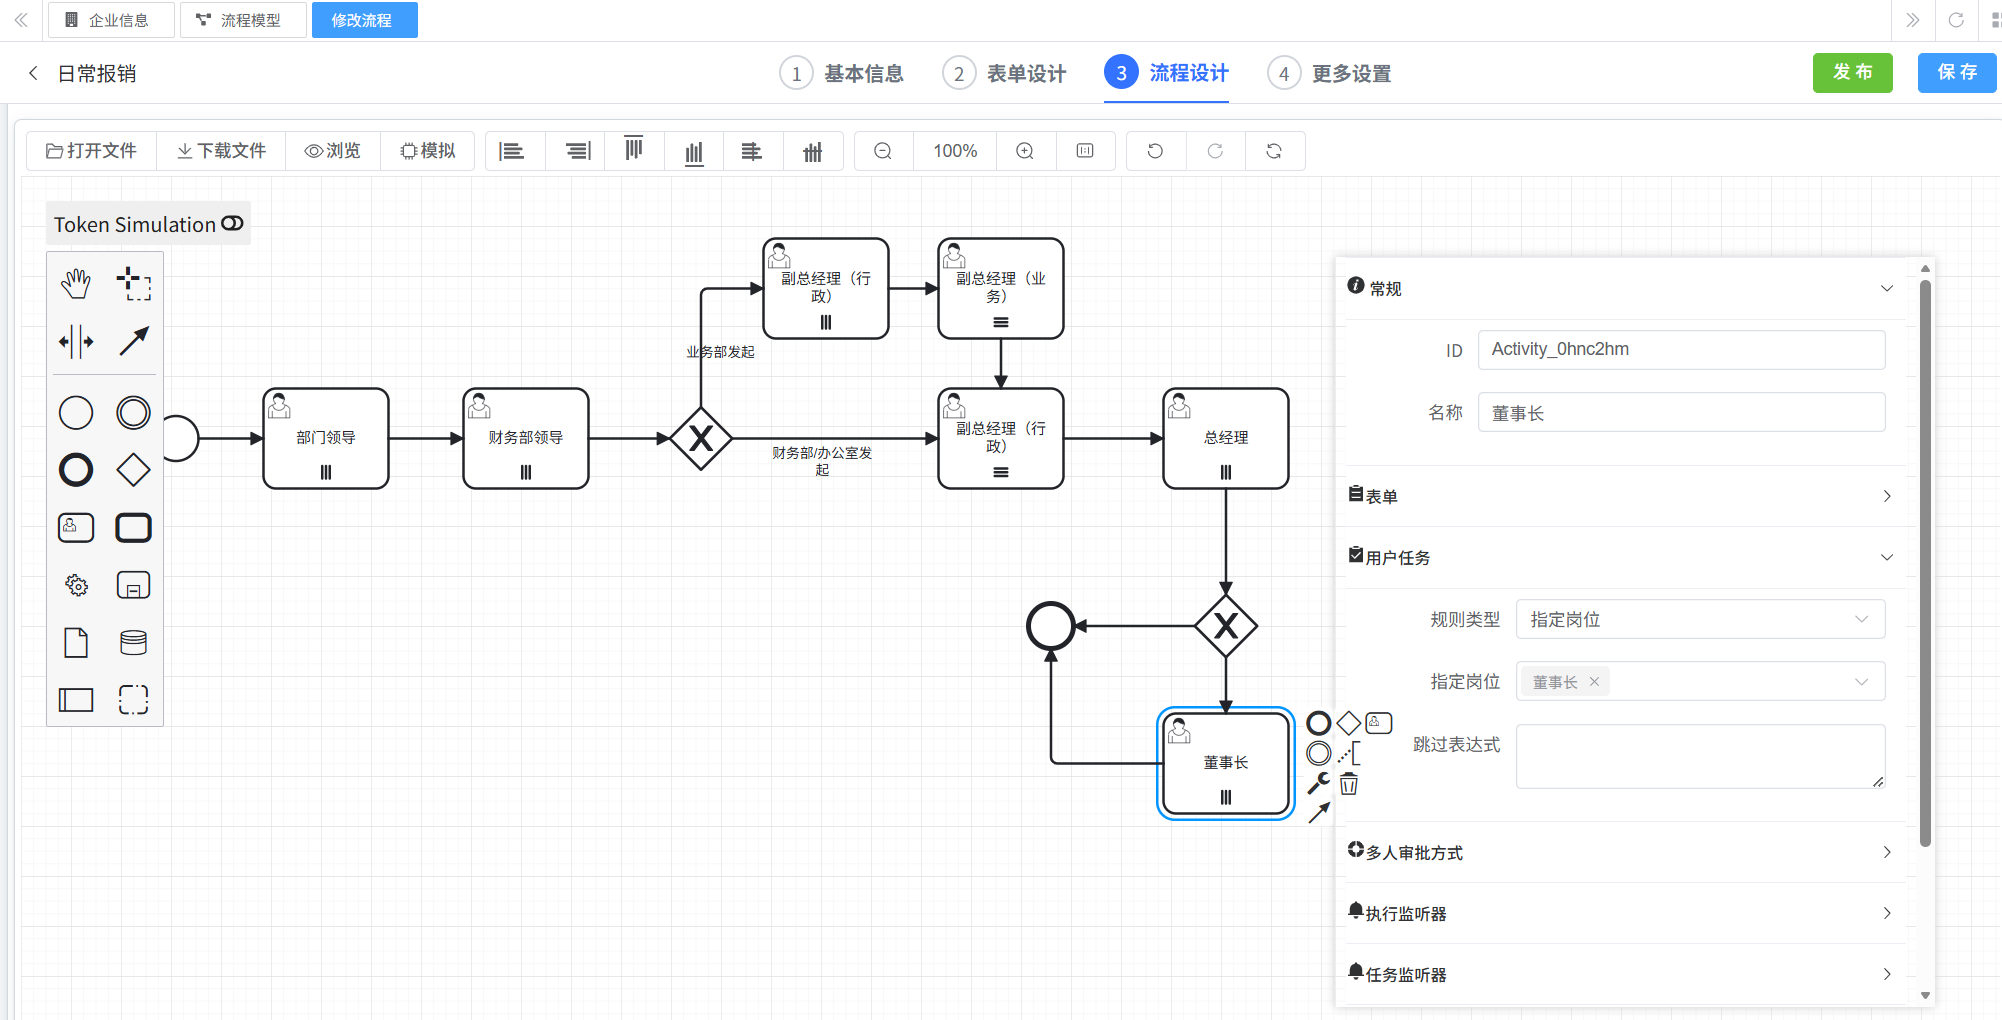 企业信息
流程模型
修改流程
日常报销
1 基本信息
2 表单设计
3 流程设计
4 更多设置
发 布
保 存
打开文件
下载文件
浏览
模拟
100%
Token Simulation
副总经理（行
政）
副总经理（业
务）
业务部发起
部门领导
财务部领导
财务部/办公室发
起
副总经理（行
政）
总经理
董事长
常规
ID
Activity_0hnc2hm
名称
董事长
表单
用户任务
规则类型
指定岗位
指定岗位
董事长
跳过表达式
多人审批方式
执行监听器
任务监听器